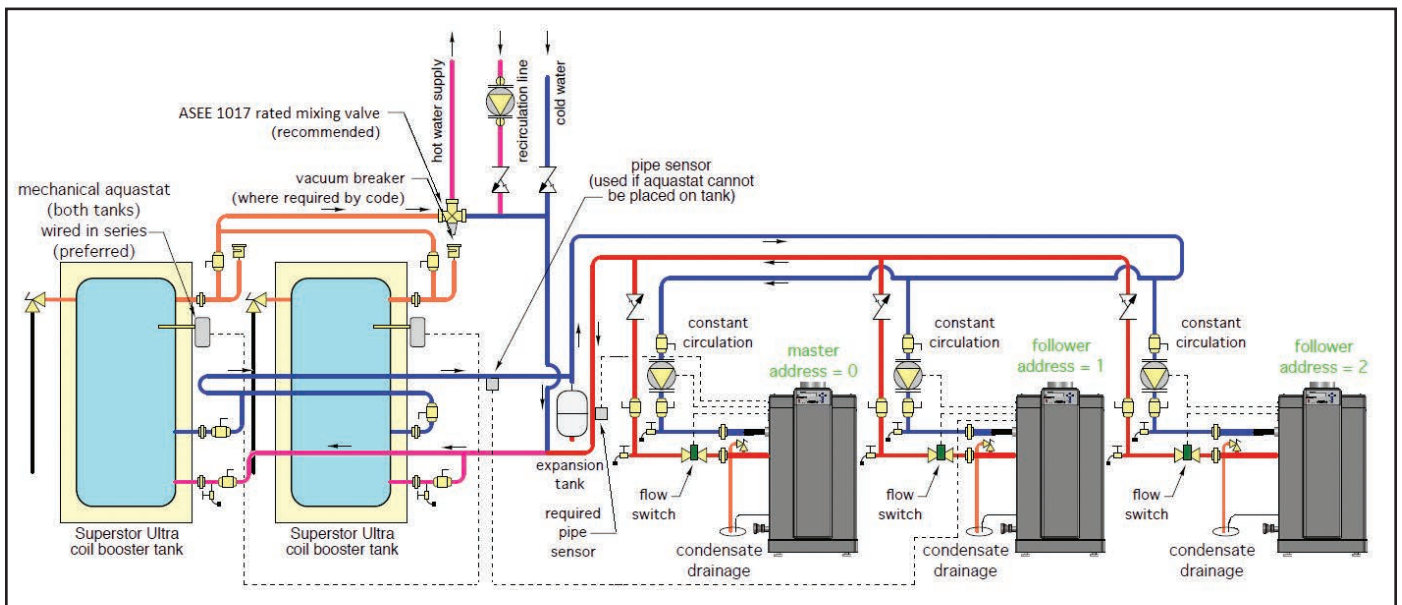 hot water supply
recirculation line
cold water
ASEE 1017 rated mixing valve
(recommended)
vacuum breaker
(where required by code)
pipe sensor
(used if aquastat cannot
be placed on tank)
mechanical aquastat
(both tanks)
wired in series
(preferred)
constant
circulation
master
address = 0
constant
circulation
follower
address = 1
constant
circulation
follower
address = 2
expansion
tank
required
pipe
sensor
flow
switch
condensate
drainage
flow
switch
condensate
drainage
flow
switch
condensate
drainage
Superstor Ultra
coil booster tank
Superstor Ultra
coil booster tank